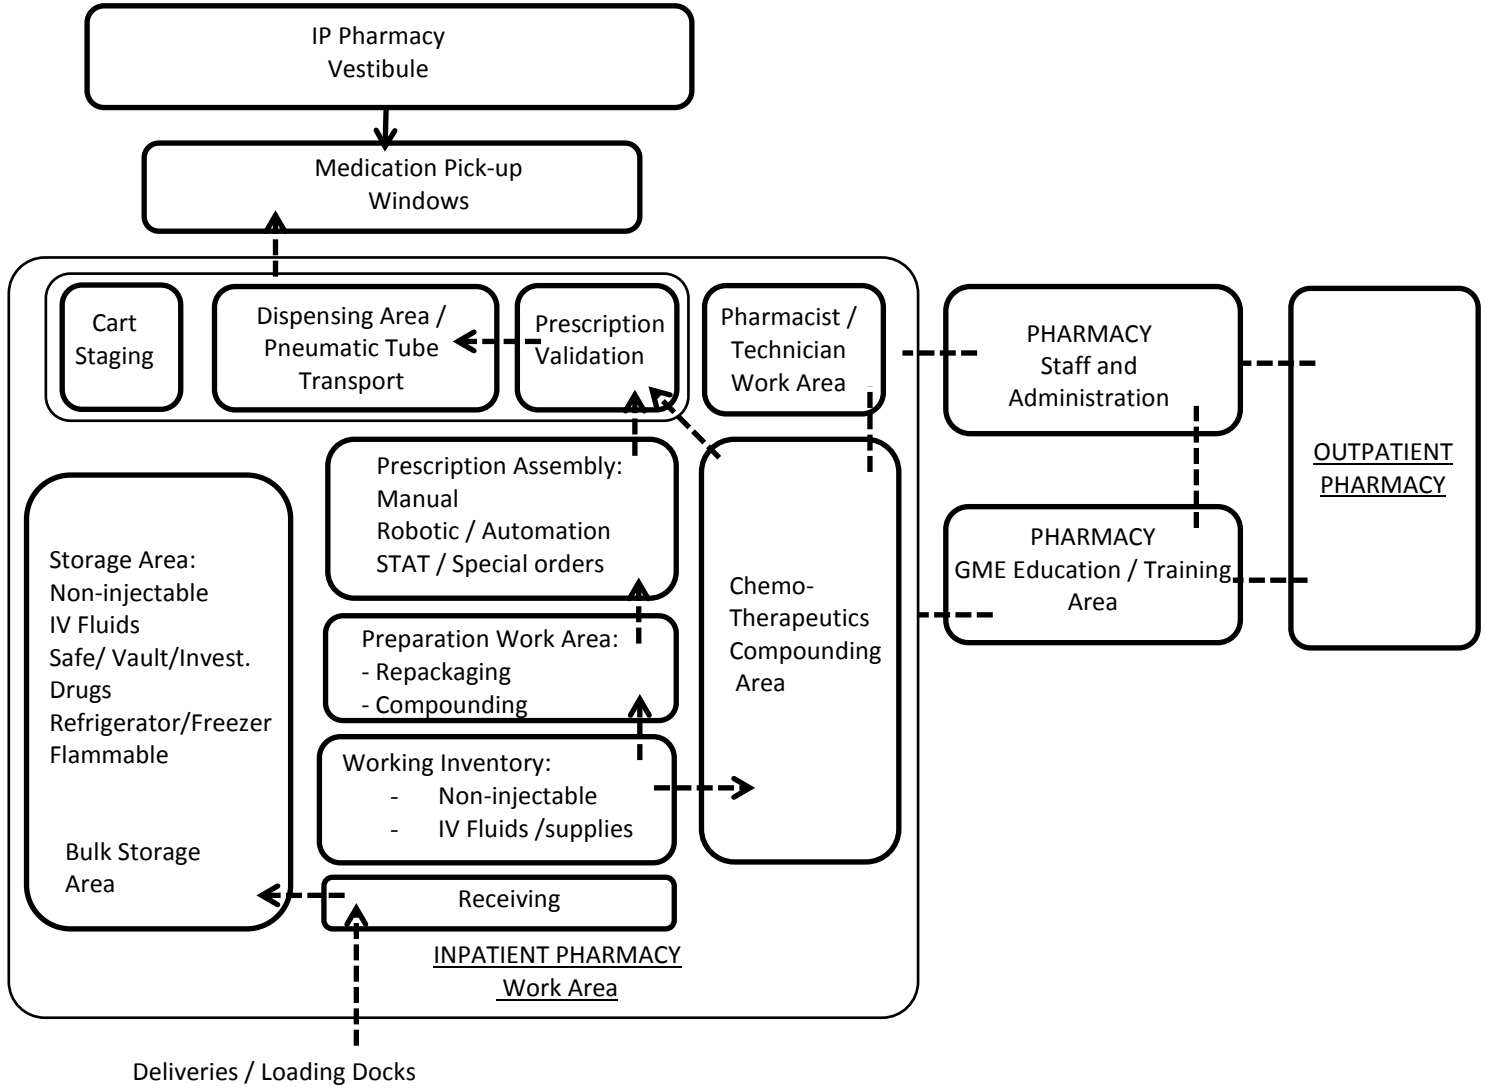 IP Pharmacy
Vestibule
Medication Pick-up
Windows
Cart
Staging
Dispensing Area /
Pneumatic Tube
Transport
Prescription
Validation
Pharmacist /
Technician
Work Area
PHARMACY
Staff and
Administration
OUTPATIENT
PHARMACY
Prescription Assembly:
Manual
Robotic / Automation
STAT / Special orders
Storage Area:
Non-injectable
IV Fluids
Safe/ Vault/Invest.
Drugs
Refrigerator/Freezer
Flammable
Bulk Storage
Area
Preparation Work Area:
- Repackaging
- Compounding
Chemo-
Therapeutics
Compounding
Area
PHARMACY
GME Education / Training
Area
Working Inventory:
- Non-injectable
- IV Fluids /supplies
Receiving
INPATIENT PHARMACY
Work Area
Deliveries / Loading Docks